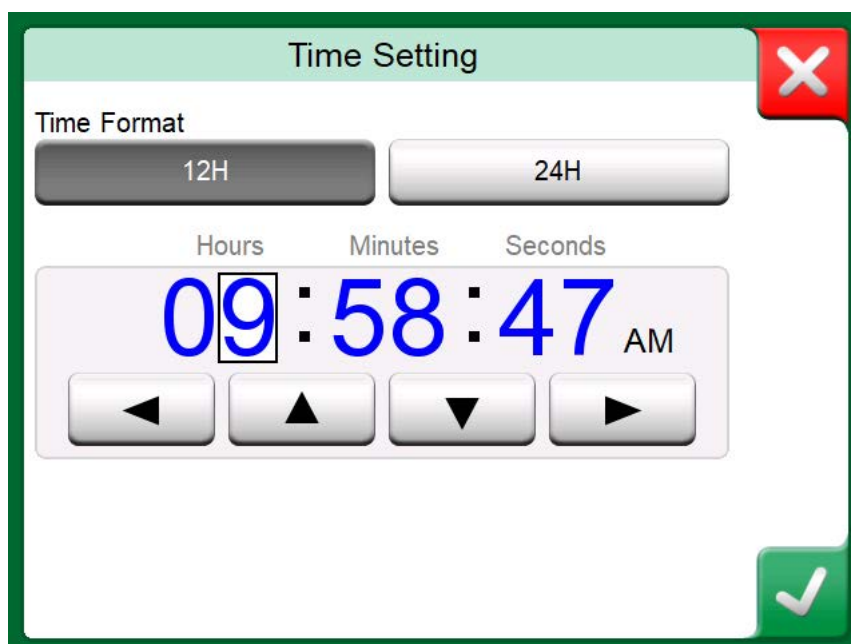 Time Setting
Time Format
12H 24H
Hours Minutes Seconds
09:58:47 AM